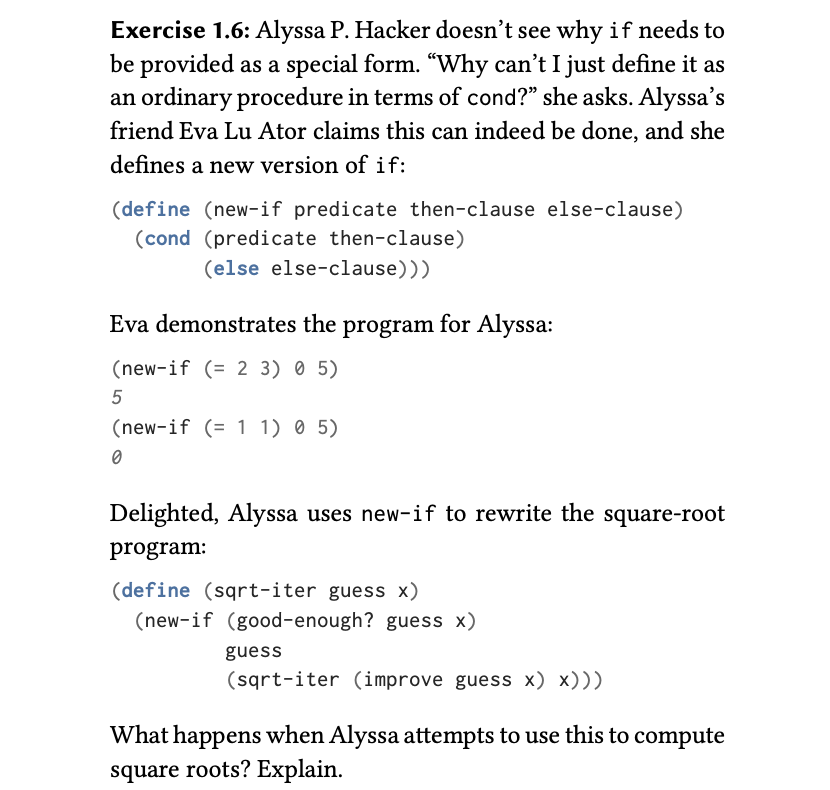 Exercise 1.6: Alyssa P. Hacker doesn’t see why if needs to
be provided as a special form. “Why can’t I just define it as
an ordinary procedure in terms of cond?” she asks. Alyssa’s
friend Eva Lu Ator claims this can indeed be done, and she
defines a new version of if:
(define (new-if predicate then-clause else-clause)
  (cond (predicate then-clause)
        (else else-clause)))
Eva demonstrates the program for Alyssa:
(new-if (= 2 3) 0 5)
5
(new-if (= 1 1) 0 5)
0
Delighted, Alyssa uses new-if to rewrite the square-root
program:
(define (sqrt-iter guess x)
  (new-if (good-enough? guess x)
          guess
          (sqrt-iter (improve guess x) x)))
What happens when Alyssa attempts to use this to compute
square roots? Explain.